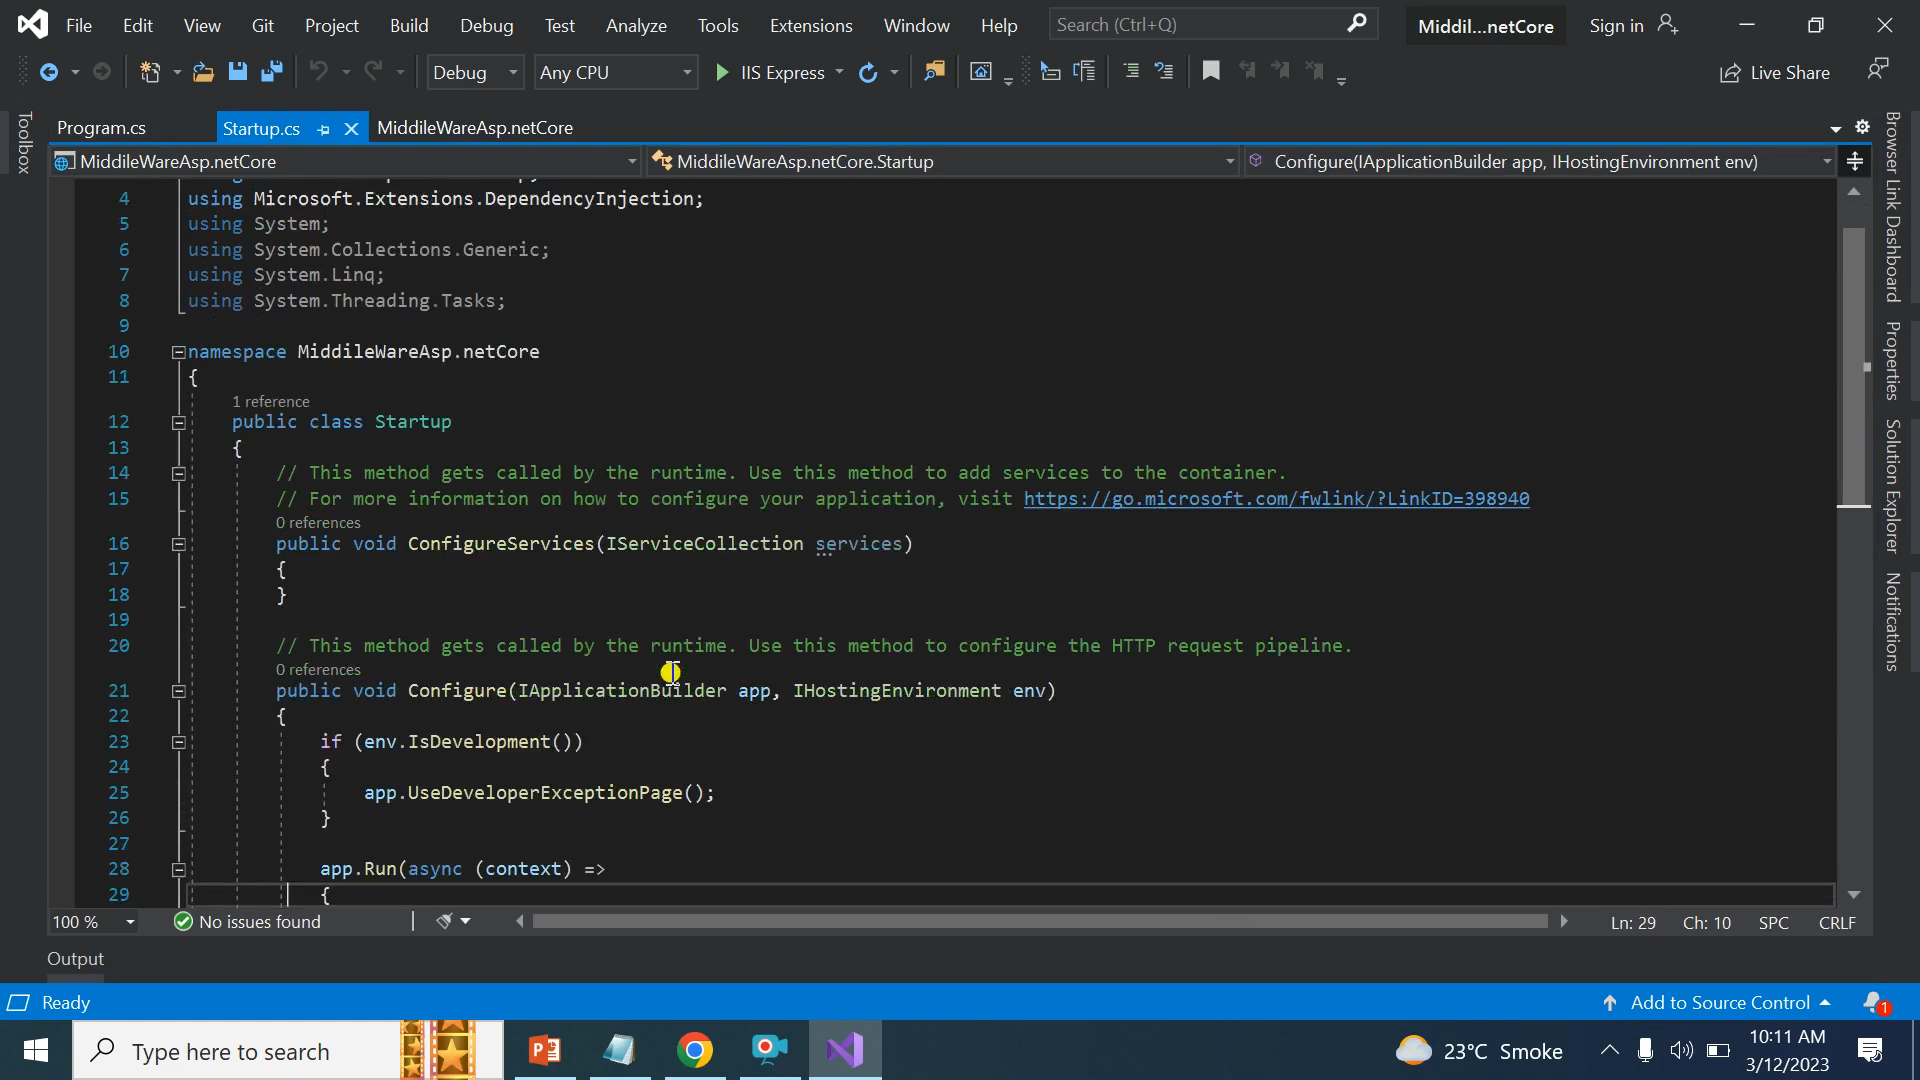 File Edit View Git Project Build Debug Test Analyze Tools Extensions Window Help Search (Ctrl+Q) Middil...netCore Sign in
Debug Any CPU IIS Express Live Share
Program.cs Startup.cs MiddileWareAsp.netCore
MiddileWareAsp.netCore MiddileWareAsp.netCore.Startup Configure(IApplicationBuilder app, IHostingEnvironment env)
Toolbox
4 using Microsoft.Extensions.DependencyInjection;
5 using System;
6 using System.Collections.Generic;
7 using System.Linq;
8 using System.Threading.Tasks;
9
10 namespace MiddileWareAsp.netCore
11 {
1 reference
12 public class Startup
13 {
14 // This method gets called by the runtime. Use this method to add services to the container.
15 // For more information on how to configure your application, visit https://go.microsoft.com/fwlink/?LinkID=398940
0 references
16 public void ConfigureServices(IServiceCollection services)
17 {
18 }
19
20 // This method gets called by the runtime. Use this method to configure the HTTP request pipeline.
0 references
21 public void Configure(IApplicationBuilder app, IHostingEnvironment env)
22 {
23 if (env.IsDevelopment())
24 {
25 app.UseDeveloperExceptionPage();
26 }
27
28 app.Run(async (context) =>
29 {
Browser Link Dashboard
Properties
Solution Explorer
Notifications
100 % No issues found Ln: 29 Ch: 10 SPC CRLF
Output
Ready Add to Source Control 1
Type here to search 23°C Smoke 10:11 AM
3/12/2023